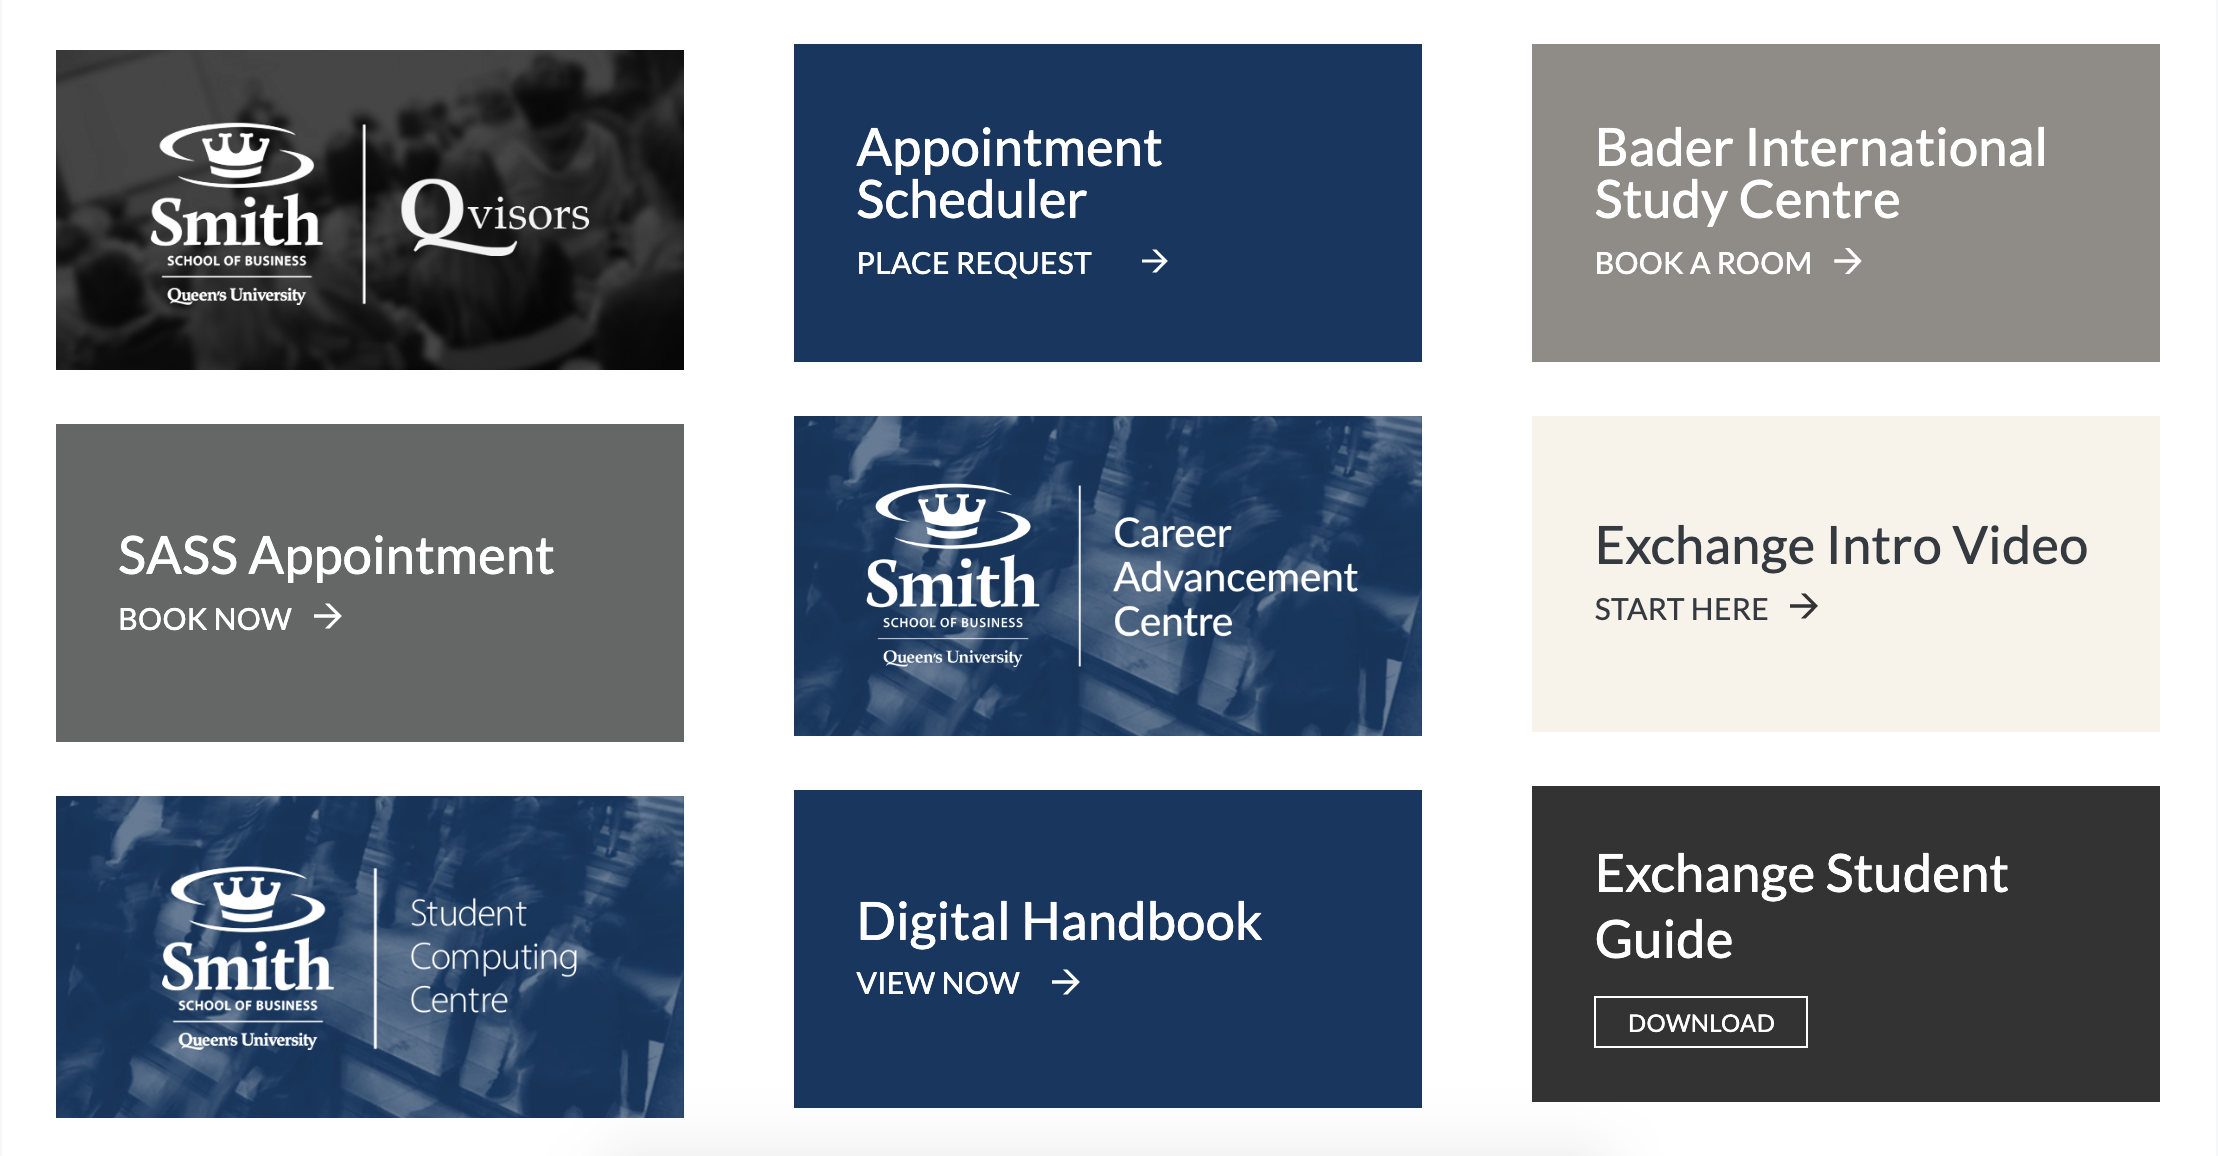 Smith
SCHOOL OF BUSINESS
Queen's University
Qvisors
Appointment
Scheduler
PLACE REQUEST →
Bader International
Study Centre
BOOK A ROOM →
SASS Appointment
BOOK NOW →
Smith
SCHOOL OF BUSINESS
Queen's University
Career
Advancement
Centre
Exchange Intro Video
START HERE →
Smith
SCHOOL OF BUSINESS
Queen's University
Student
Computing
Centre
Digital Handbook
VIEW NOW →
Exchange Student
Guide
DOWNLOAD